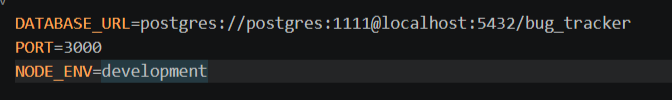 DATABASE_URL=postgres://postgres:1111@localhost:5432/bug_tracker
PORT=3000
NODE_ENV=development